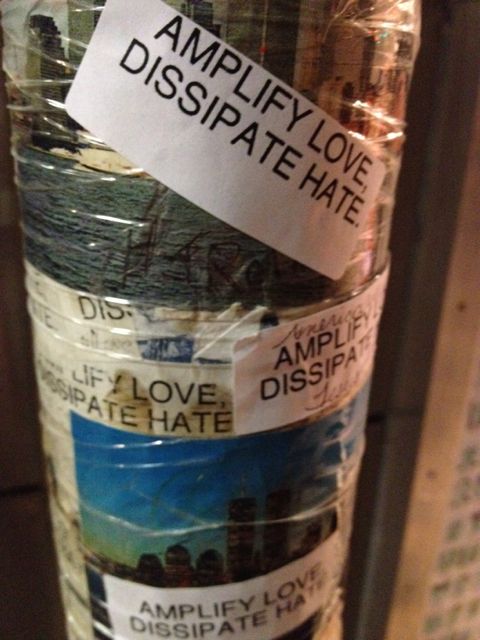 AMPLIFY LOVE,
DISSIPATE HATE.
DIS
AMPLIFY
DISSIPATE
LIFY LOVE,
SSIPATE HATE
AMPLIFY LOVE
DISSIPATE HATE